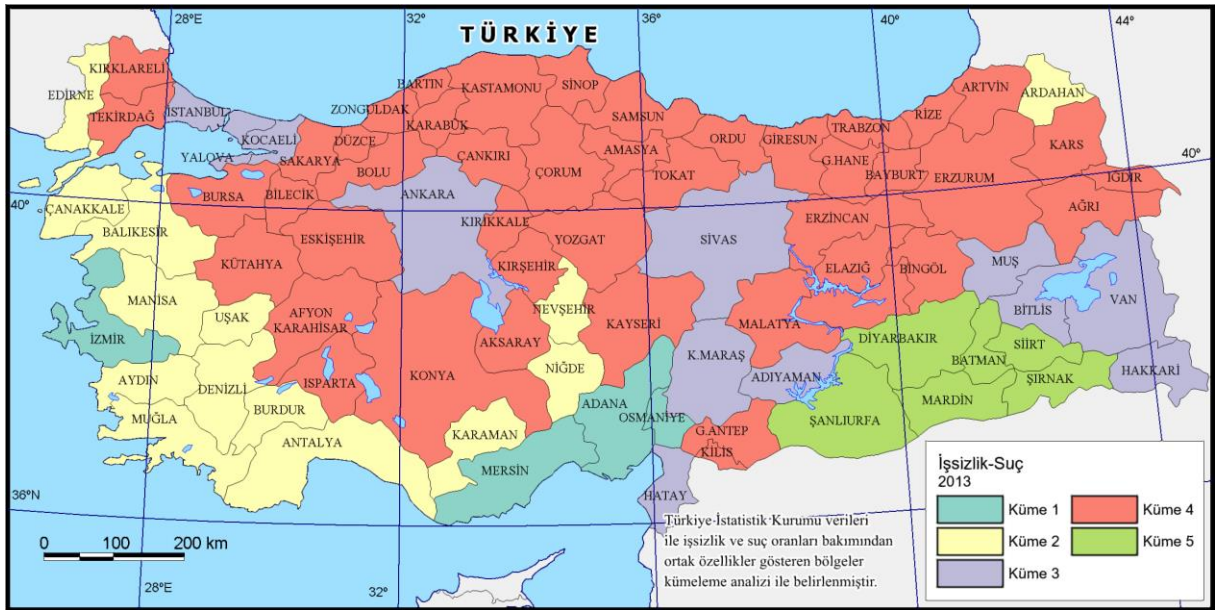 28°E
32°
36°
40°
44°
TÜRKİYE
KIRKLARELİ
EDİRNE
TEKİRDAĞ
İSTANBUL
KOCAELİ
YALOVA
SAKARYA
DÜZCE
ZONGULDAK
BARTIN
KARABÜK
KASTAMONU
SİNOP
SAMSUN
ORDU
GİRESUN
TRABZON
RİZE
ARTVİN
ARDAHAN
KARS
40°
IĞDIR
AĞRI
ERZURUM
BAYBURT
G.HANE
TOKAT
AMASYA
ÇORUM
ÇANKIRI
BOLU
BİLECİK
BURSA
40°
ÇANAKKALE
BALIKESİR
ESKİŞEHİR
ANKARA
KIRIKKALE
YOZGAT
SİVAS
ERZİNCAN
KÜTAHYA
KIRŞEHİR
ELAZIĞ
BİNGÖL
MUŞ
BİTLİS
VAN
MANİSA
UŞAK
AFYON
KARAHİSAR
NEVŞEHİR
KAYSERİ
MALATYA
İZMİR
AKSARAY
K.MARAŞ
DİYARBAKIR
BATMAN
SİİRT
ŞIRNAK
HAKKARİ
AYDIN
DENİZLİ
ISPARTA
KONYA
NİĞDE
ADIYAMAN
MARDİN
MUĞLA
BURDUR
ADANA
OSMANİYE
ŞANLIURFA
ANTALYA
KARAMAN
G.ANTEP
KİLİS
MERSİN
HATAY
36°N
0 100 200 km
28°E
32°
36°
40°
Türkiye İstatistik Kurumu verileri
ile işsizlik ve suç oranları bakımından
ortak özellikler gösteren bölgeler
kümeleme analizi ile belirlenmiştir.
İşsizlik-Suç
2013
Küme 1
Küme 4
Küme 2
Küme 5
Küme 3